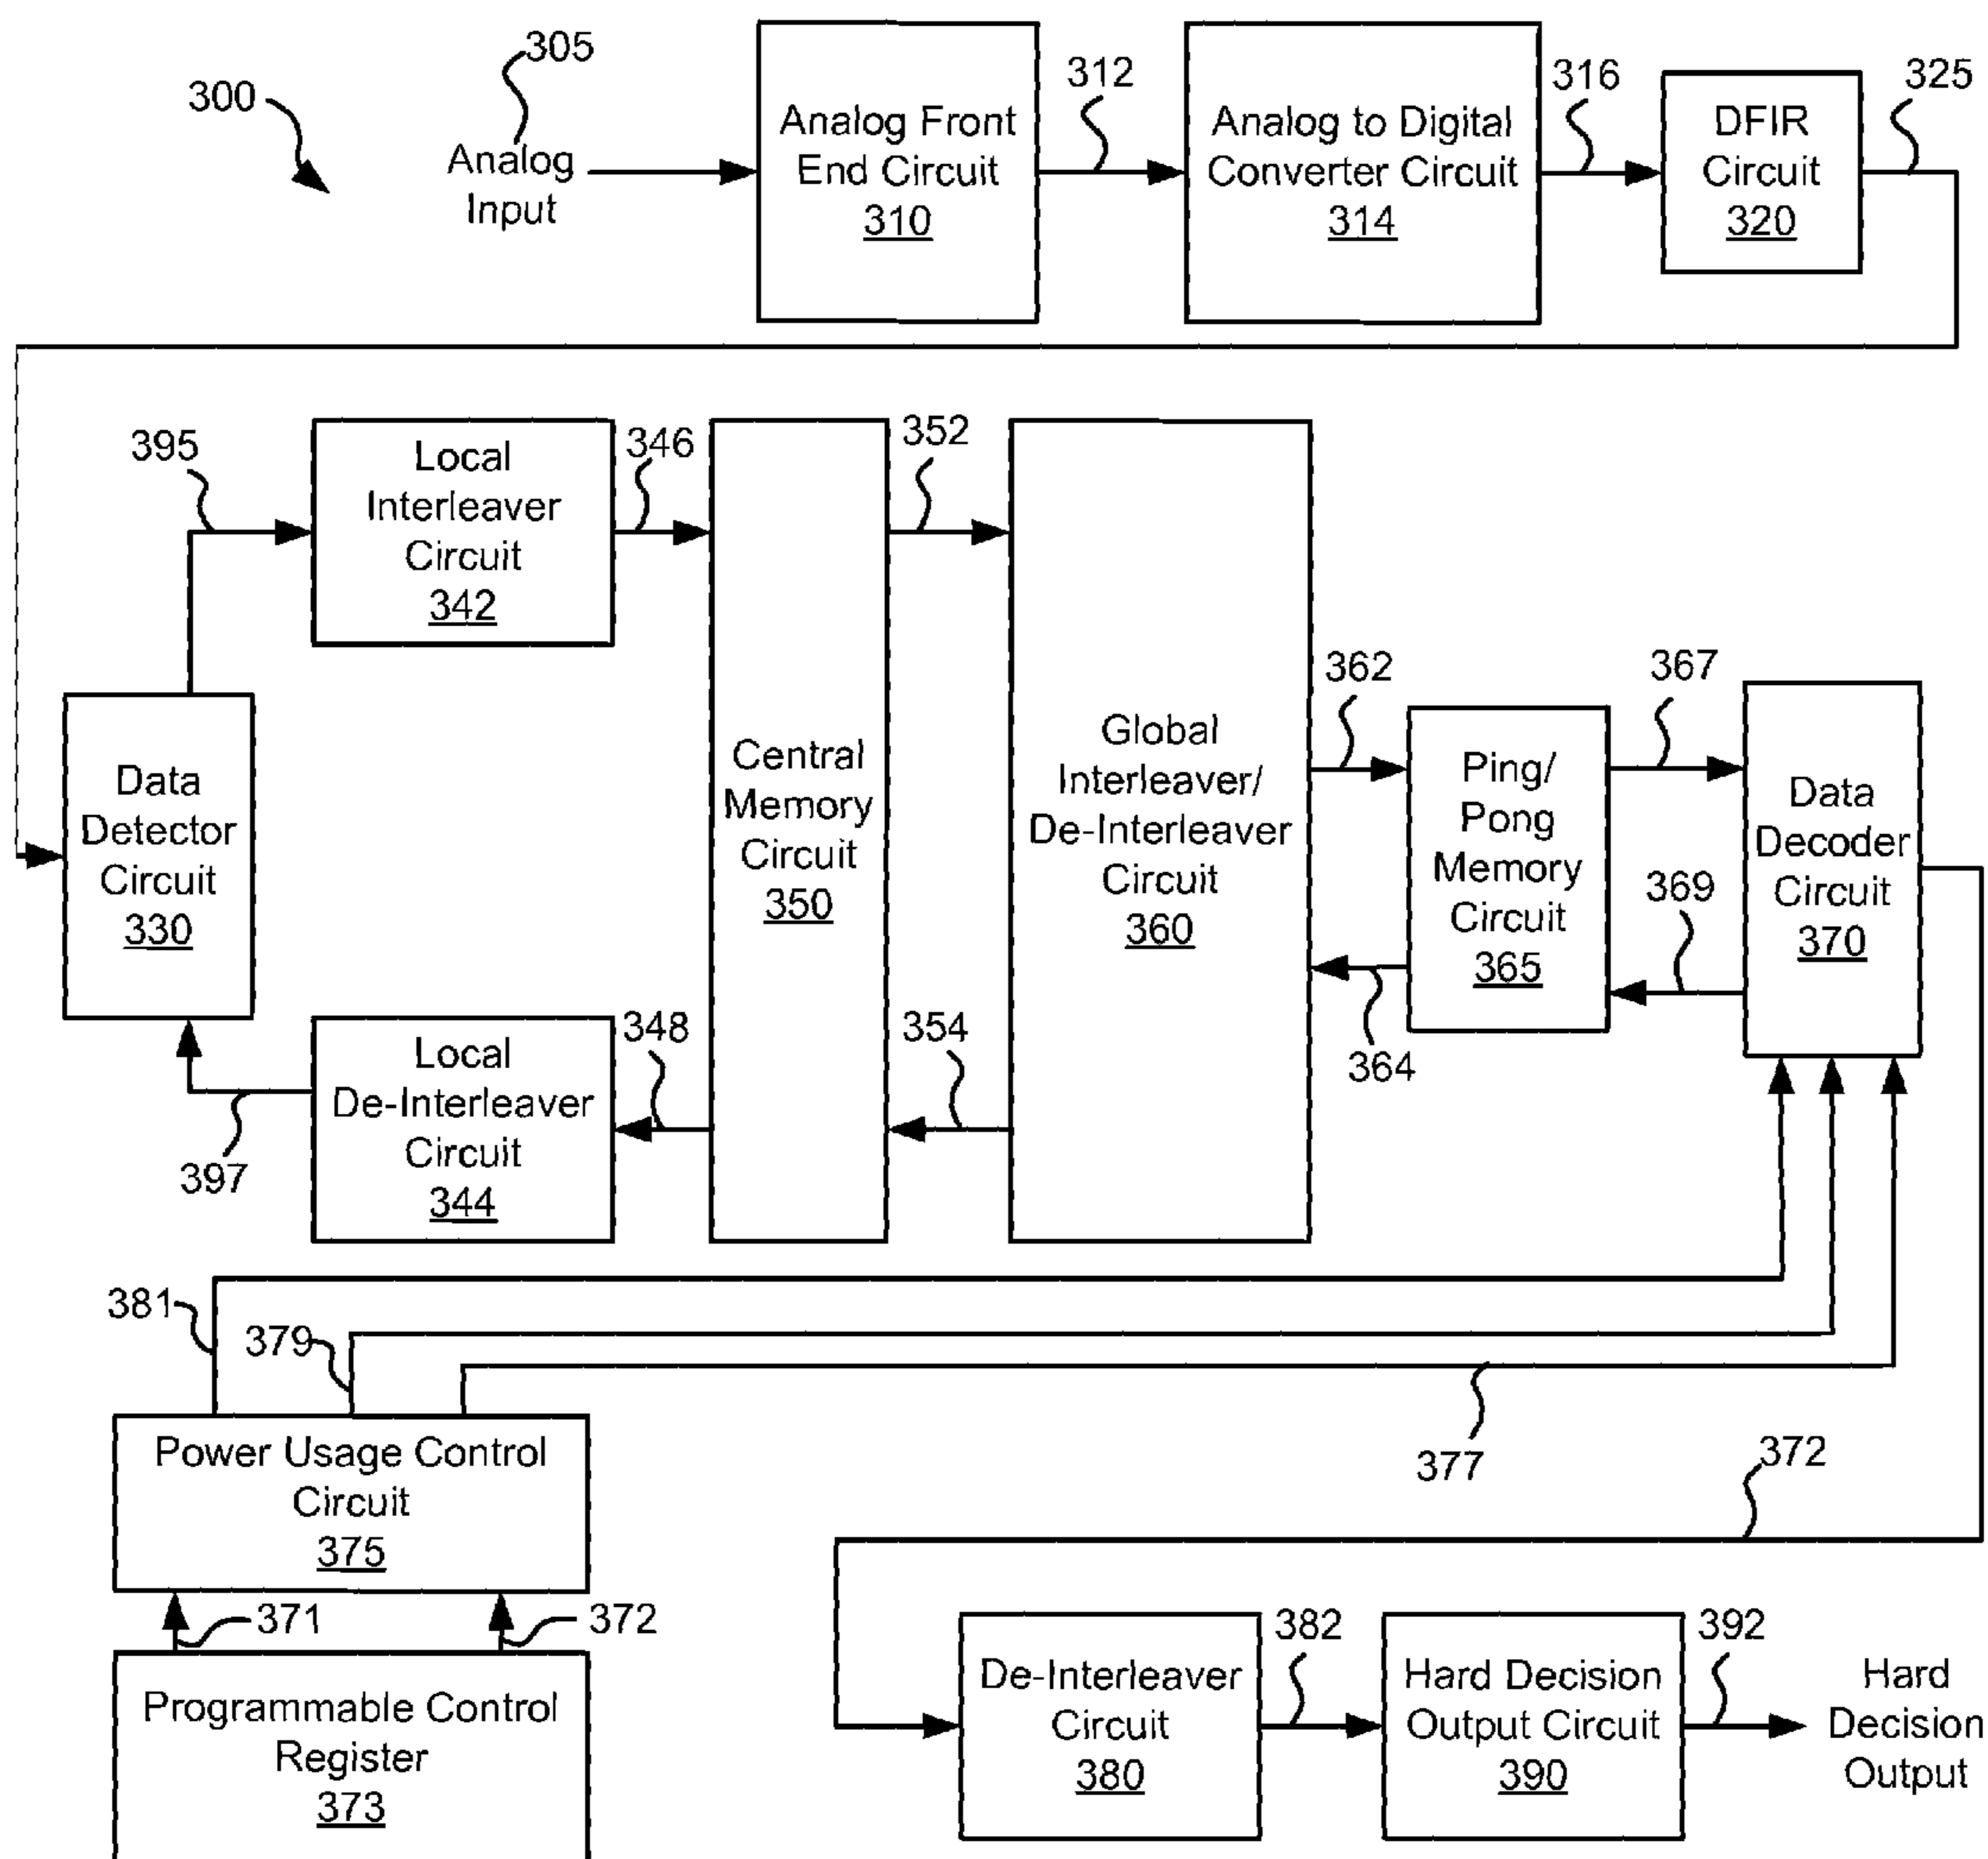 300
305
Analog
Input
Analog Front
End Circuit
310
312
Analog to Digital
Converter Circuit
314
316
DFIR
Circuit
320
325
395
Local
Interleaver
Circuit
342
346
352
Data
Detector
Circuit
330
Central
Memory
Circuit
350
Global
Interleaver/
De-Interleaver
Circuit
360
362
Ping/
Pong
Memory
Circuit
365
367
Data
Decoder
Circuit
370
369
364
397
Local
De-Interleaver
Circuit
344
348
354
381
379
377
372
Power Usage Control
Circuit
375
371
372
Programmable Control
Register
373
De-Interleaver
Circuit
380
382
Hard Decision
Output Circuit
390
392
Hard
Decision
Output